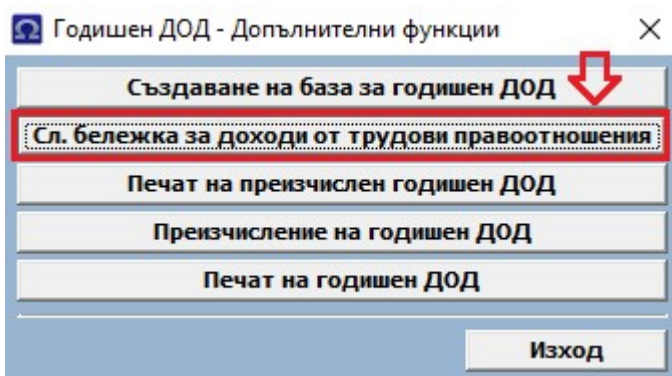 Годишен ДОД - Допълнителни функции
Създаване на база за годишен ДОД
Сл. бележка за доходи от трудови правоотношения
Печат на преизчислен годишен ДОД
Преизчисление на годишен ДОД
Печат на годишен ДОД
Изход